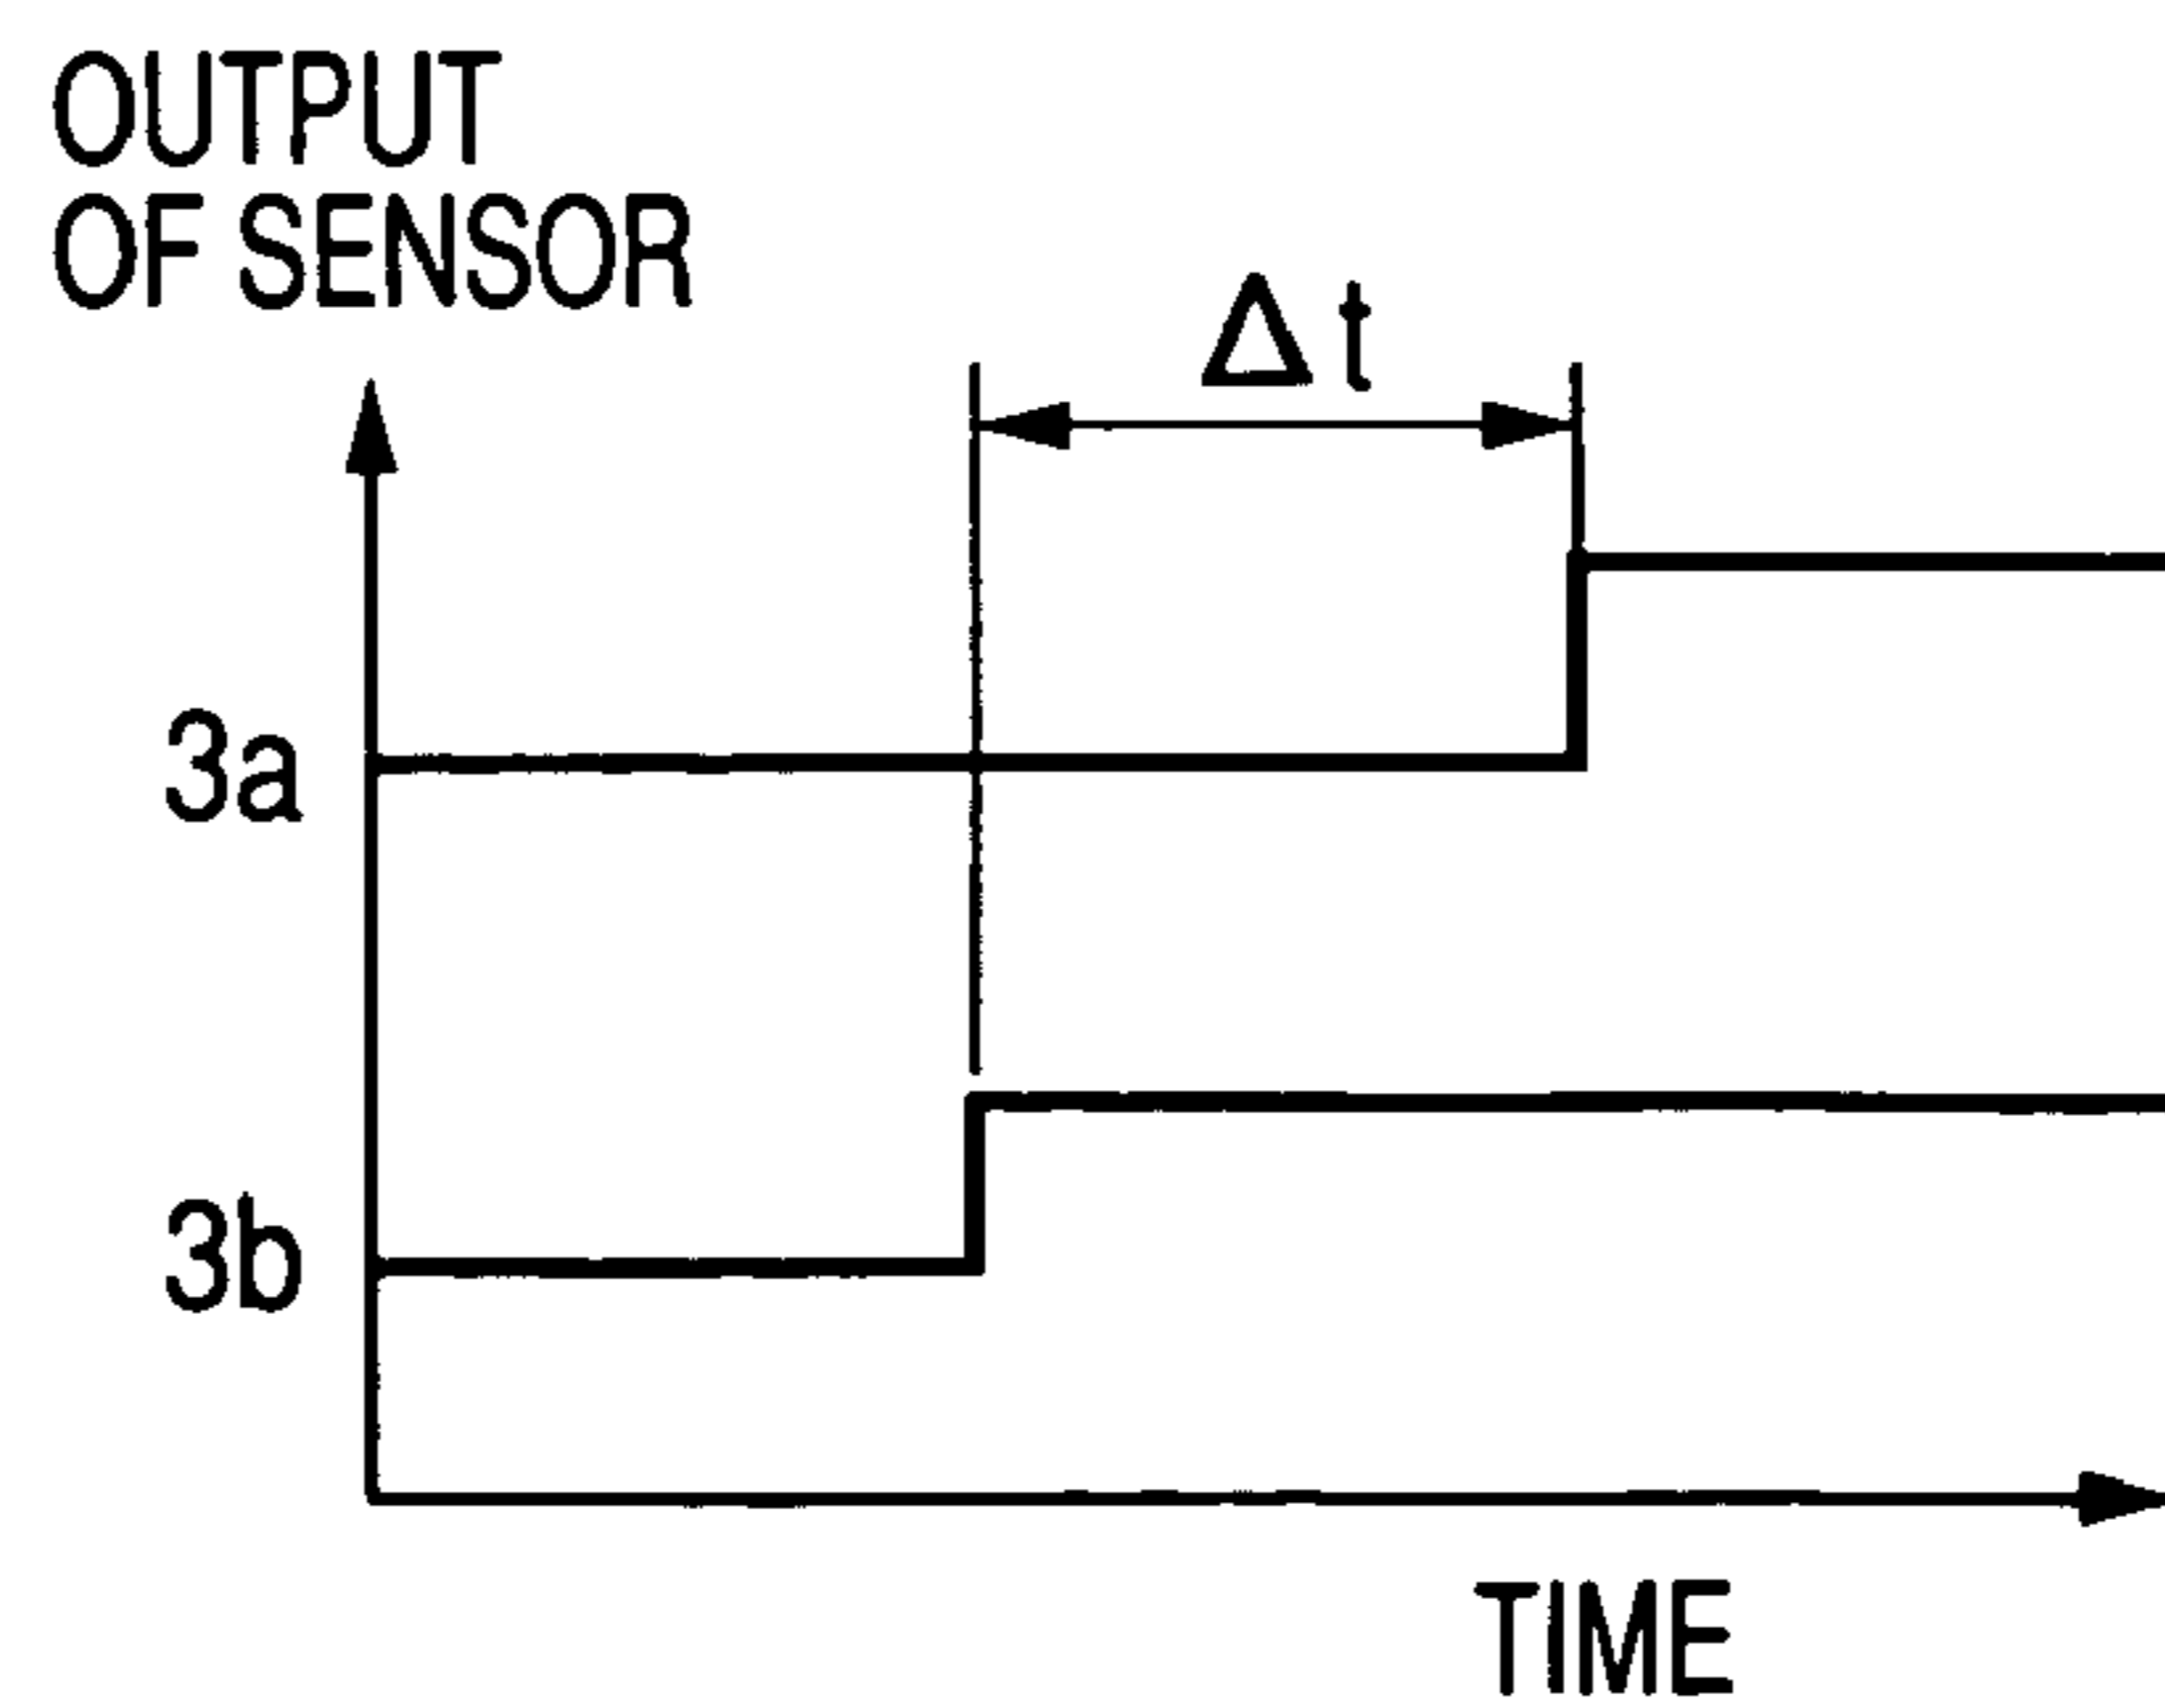 OUTPUT
OF SENSOR
Δt
3a
3b
TIME